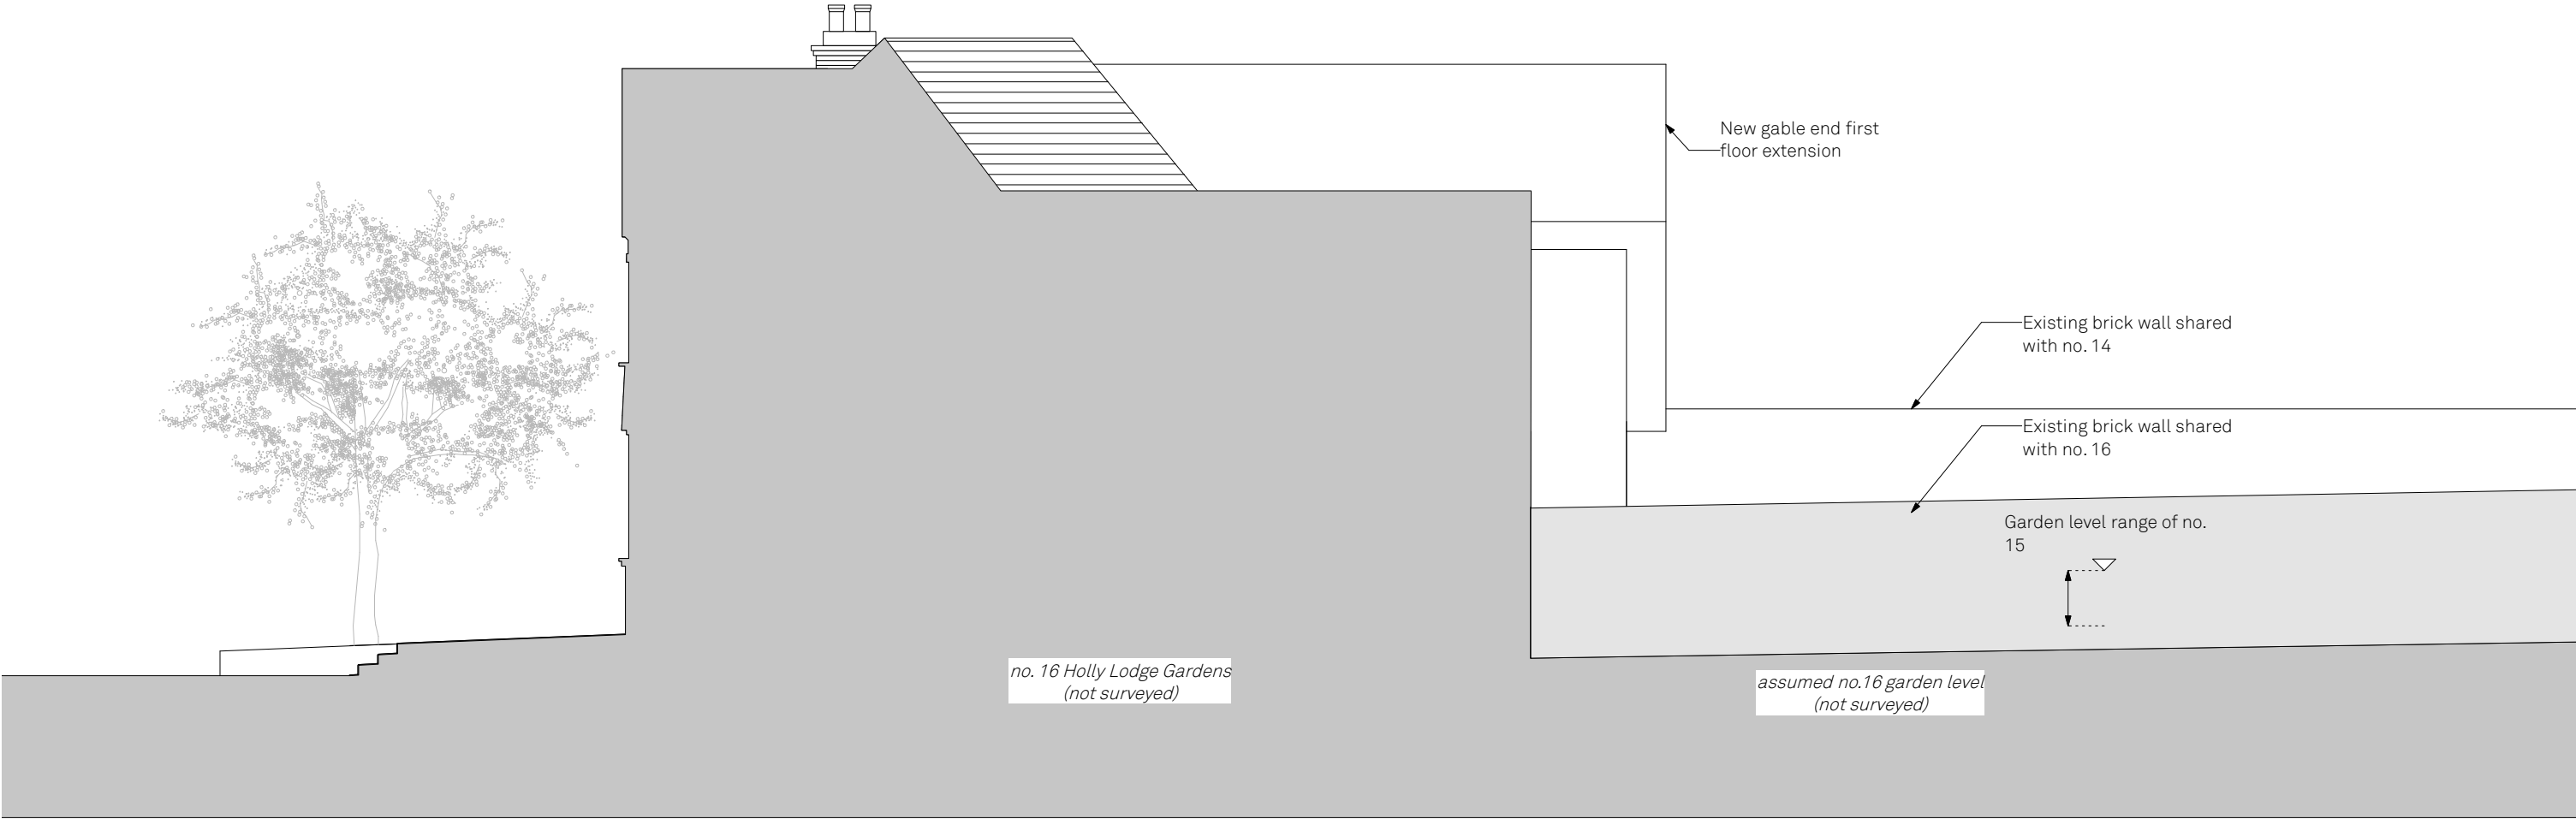 New gable end first
floor extension
Existing brick wall shared
with no. 14
Existing brick wall shared
with no. 16
Garden level range of no.
15
no. 16 Holly Lodge Gardens
(not surveyed)
assumed no.16 garden level
(not surveyed)